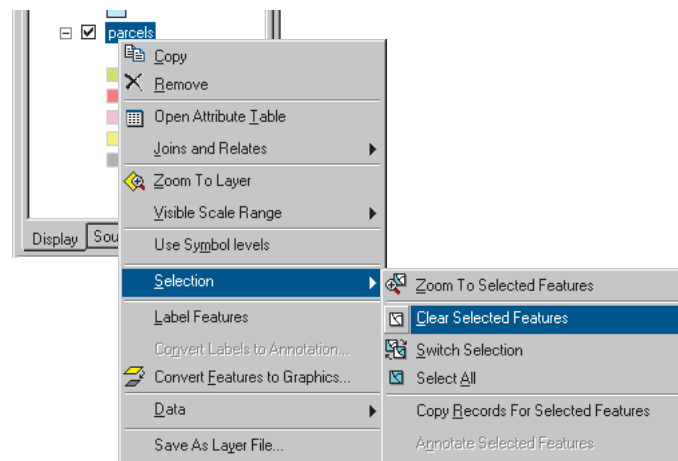 parcels
Copy
Remove
Open Attribute Table
Joins and Relates
Zoom To Layer
Visible Scale Range
Use Symbol levels
Selection
Label Features
Convert Labels to Annotation...
Convert Features to Graphics...
Data
Save As Layer File...
Display Sou
Zoom To Selected Features
Clear Selected Features
Switch Selection
Select All
Copy Records For Selected Features
Annotate Selected Features